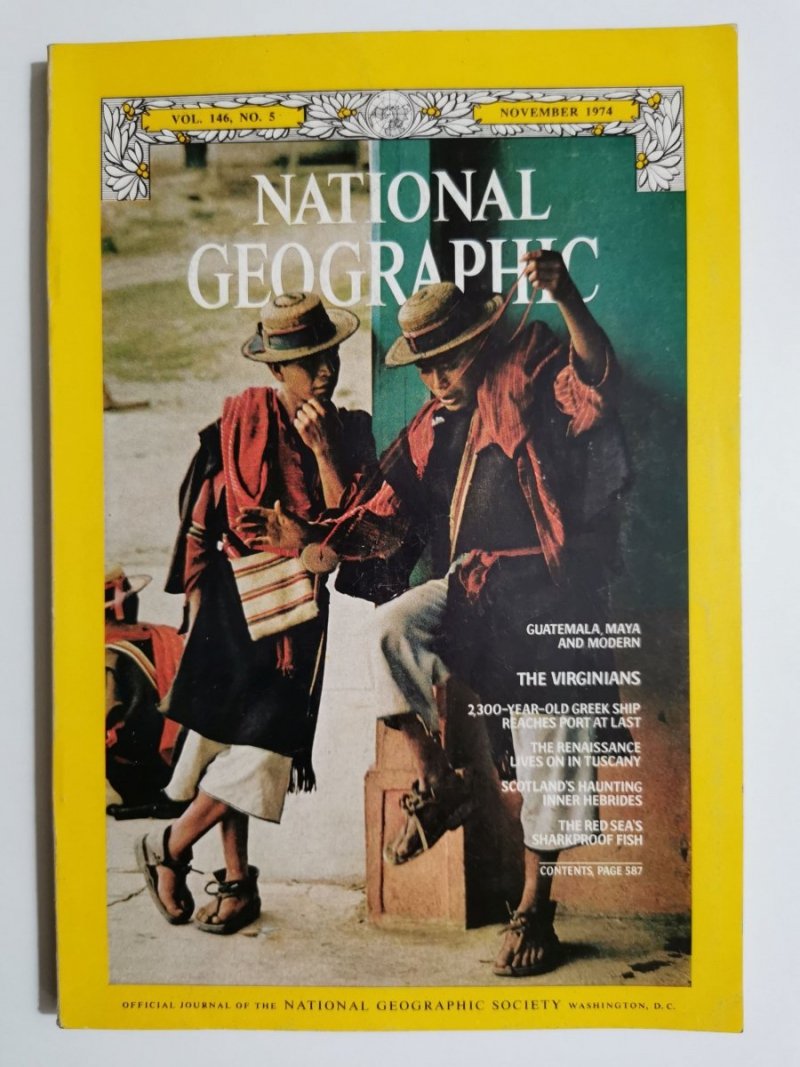 VOL. 146, NO. 5
NOVEMBER 1974
NATIONAL
GEOGRAPHIC
GUATEMALA, MAYA
AND MODERN
THE VIRGINIANS
2,300-YEAR-OLD GREEK SHIP
REACHES PORT AT LAST
THE RENAISSANCE
LIVES ON IN TUSCANY
SCOTLAND'S HAUNTING
INNER HEBRIDES
THE RED SEA'S
SHARKPROOF FISH
CONTENTS, PAGE 587
OFFICIAL JOURNAL OF THE NATIONAL GEOGRAPHIC SOCIETY WASHINGTON, D.C.